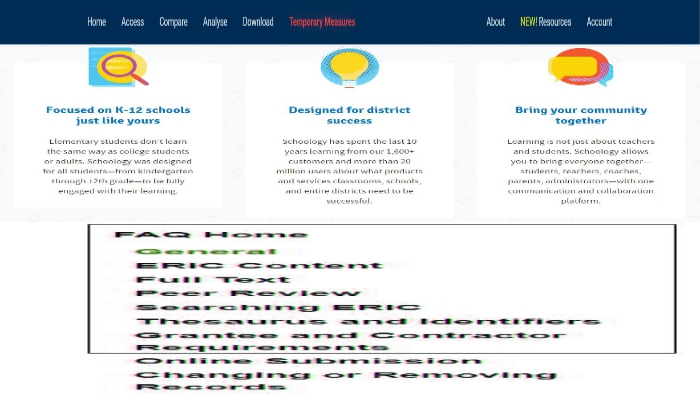 Home Access Compare Analyse Download Temporary Measures About NEW! Resources Account
Focused on K-12 schools
just like yours
Elementary students don't learn
the same way as college students
or adults. Schoology was designed
for all students—from kindergarten
through 12th grade—to be fully
engaged with their learning.
Designed for district
success
Schoology has spent the last 10
years learning from our 1,600+
customers and more than 20
million users about what products
and services classrooms, schools,
and entire districts need to be
successful.
Bring your community
together
Learning is not just about teachers
and students. Schoology allows
you to bring everyone together—
students, teachers, coaches,
parents, administrators—with one
communication and collaboration
platform.
FAQ Home
General
ERIC Content
Full Text
Peer Review
Searching ERIC
Thesaurus and Identifiers
Grantee and Contractor
Requirements
Online Submission
Changing or Removing
Records